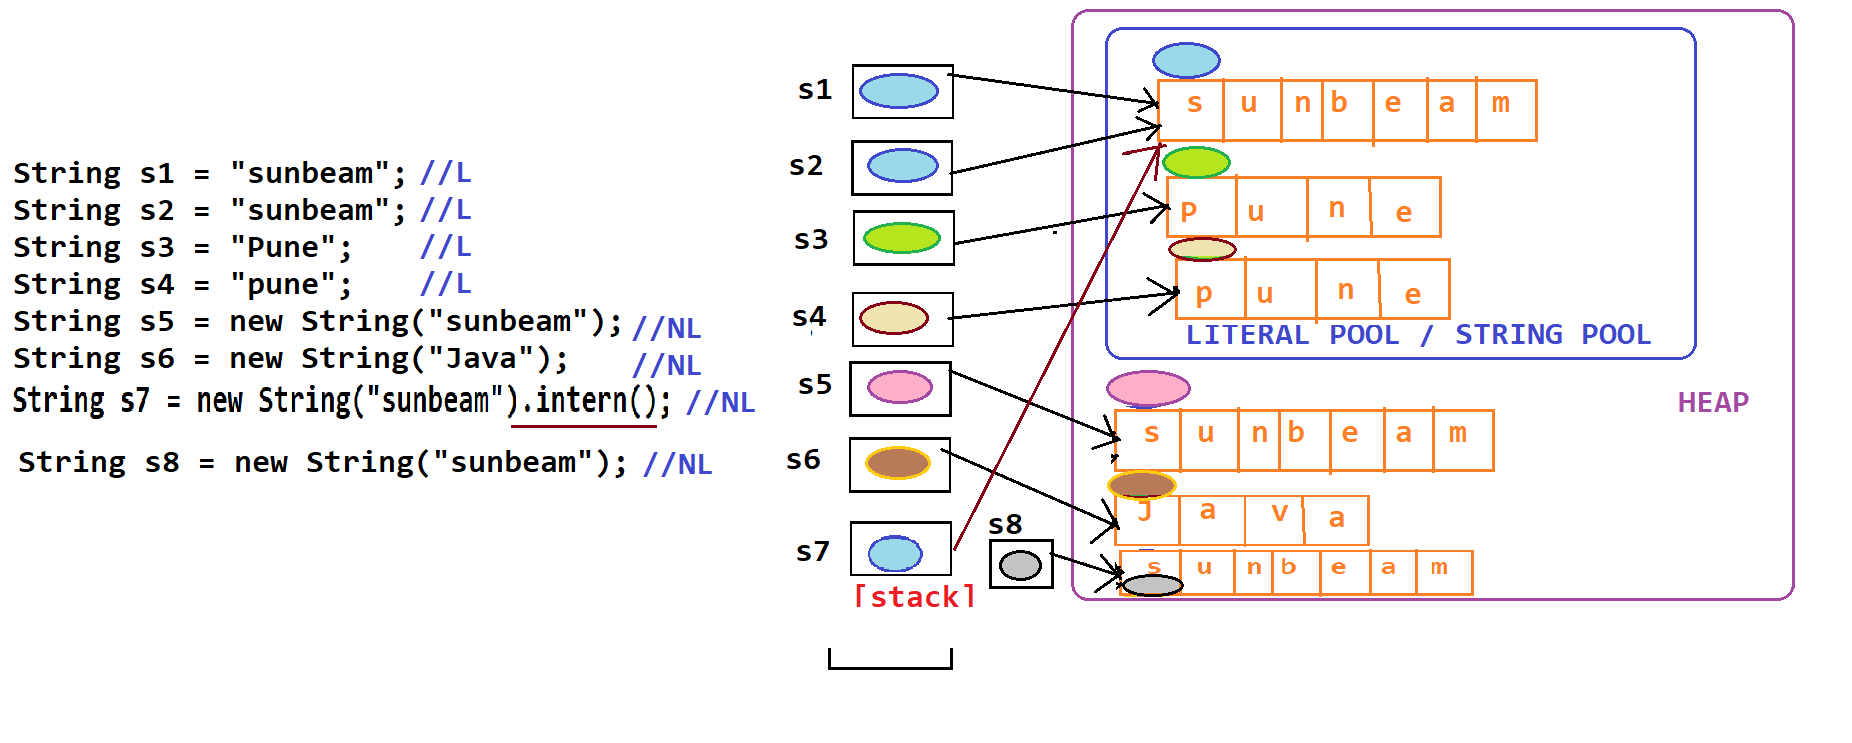 String s1 = "sunbeam"; //L
String s2 = "sunbeam"; //L
String s3 = "Pune"; //L
String s4 = "pune"; //L
String s5 = new String("sunbeam"); //NL
String s6 = new String("Java"); //NL
String s7 = new String("sunbeam").intern(); //NL
String s8 = new String("sunbeam"); //NL
s1
s2
s3
s4
s5
s6
s7
s8
[stack]
s u n b e a m
P u n e
p u n e
LITERAL POOL / STRING POOL
HEAP
s u n b e a m
J a v a
s u n b e a m